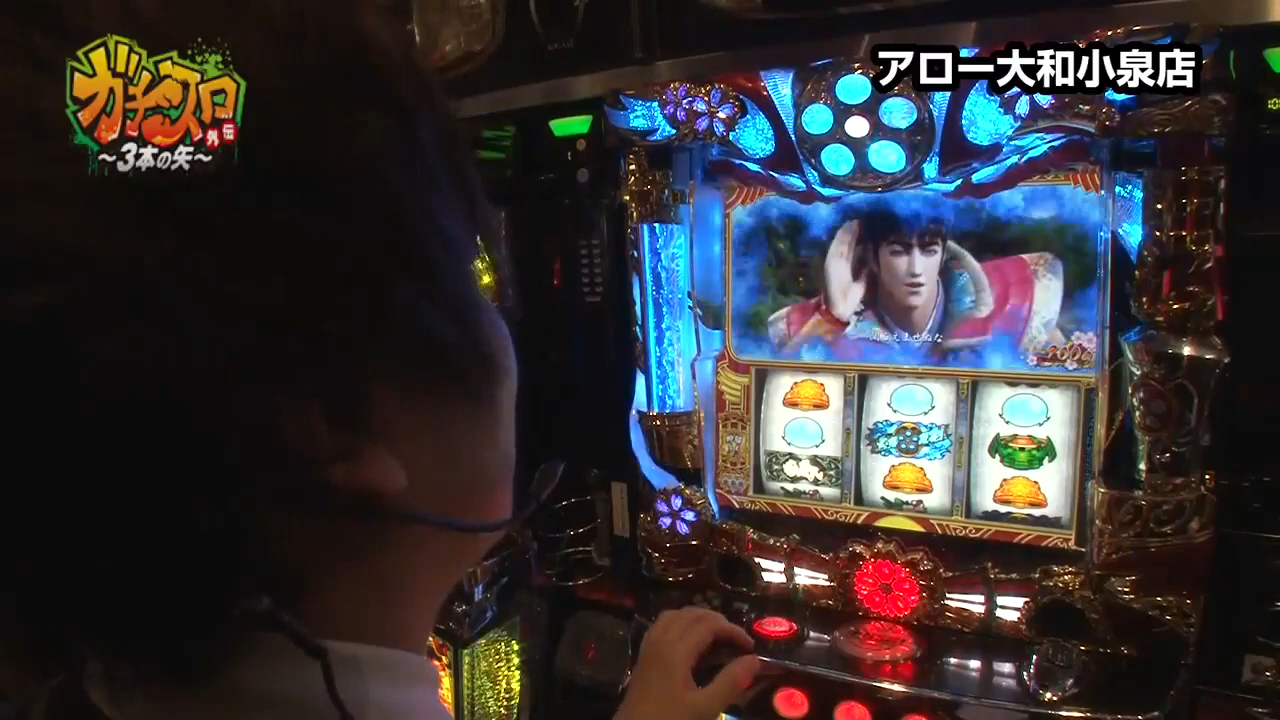 ガチスロ
外伝
～3本の矢～
アロー大和小泉店